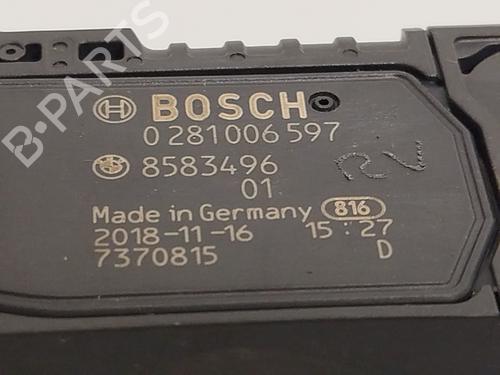 BOSCH
0 281 006 597
8583496
01
Made in Germany 816
2018-11-16 15:27
7370815 D
B-PARTS